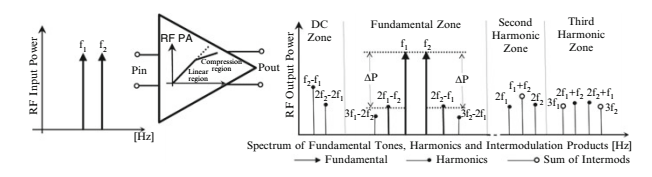 RF Input Power
f1
f2
[Hz]
Pin
RF PA
Compression
region
Linear
region
Pout
RF Output Power
DC
Zone
Fundamental Zone
Second
Harmonic
Zone
Third
Harmonic
Zone
f2-f1
2f2-2f1
ΔP
3f1-2f2
2f1-f2
f1
f2
ΔP
2f2-f1
3f2-2f1
2f1
f1+f2
2f2
3f1
2f1+f2
2f2+f1
3f2
Spectrum of Fundamental Tones, Harmonics and Intermodulation Products [Hz]
Fundamental
Harmonics
Sum of Intermods